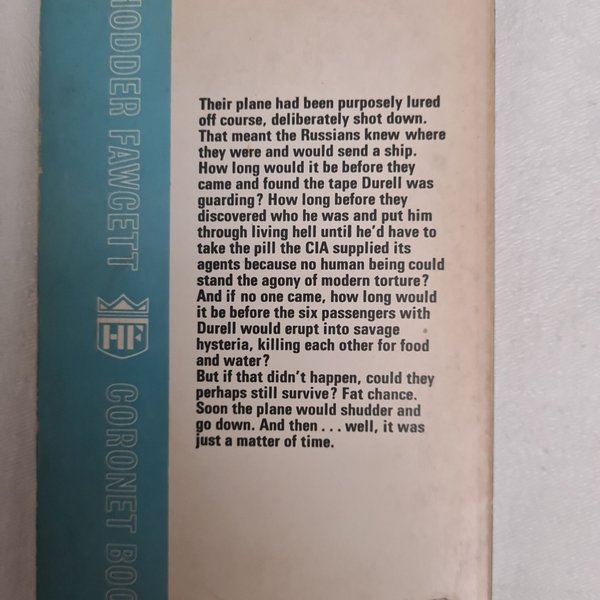 HODDER FAWCETT
HF
CORONET BOO
Their plane had been purposely lured
off course, deliberately shot down.
That meant the Russians knew where
they were and would send a ship.
How long would it be before they
came and found the tape Durell was
guarding? How long before they
discovered who he was and put him
through living hell until he'd have to
take the pill the CIA supplied its
agents because no human being could
stand the agony of modern torture?
And if no one came, how long would
it be before the six passengers with
Durell would erupt into savage
hysteria, killing each other for food
and water?
But if that didn't happen, could they
perhaps still survive? Fat chance.
Soon the plane would shudder and
go down. And then . . . well, it was
just a matter of time.